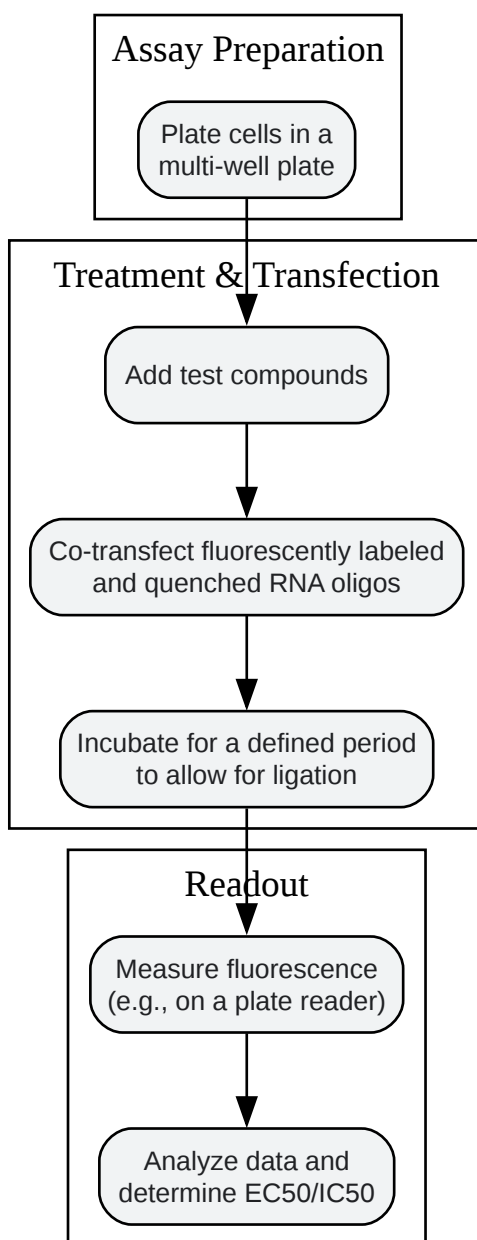 Assay Preparation
Plate cells in a
multi-well plate
Treatment & Transfection
Add test compounds
Co-transfect fluorescently labeled
and quenched RNA oligos
Incubate for a defined period
to allow for ligation
Readout
Measure fluorescence
(e.g., on a plate reader)
Analyze data and
determine EC50/IC50